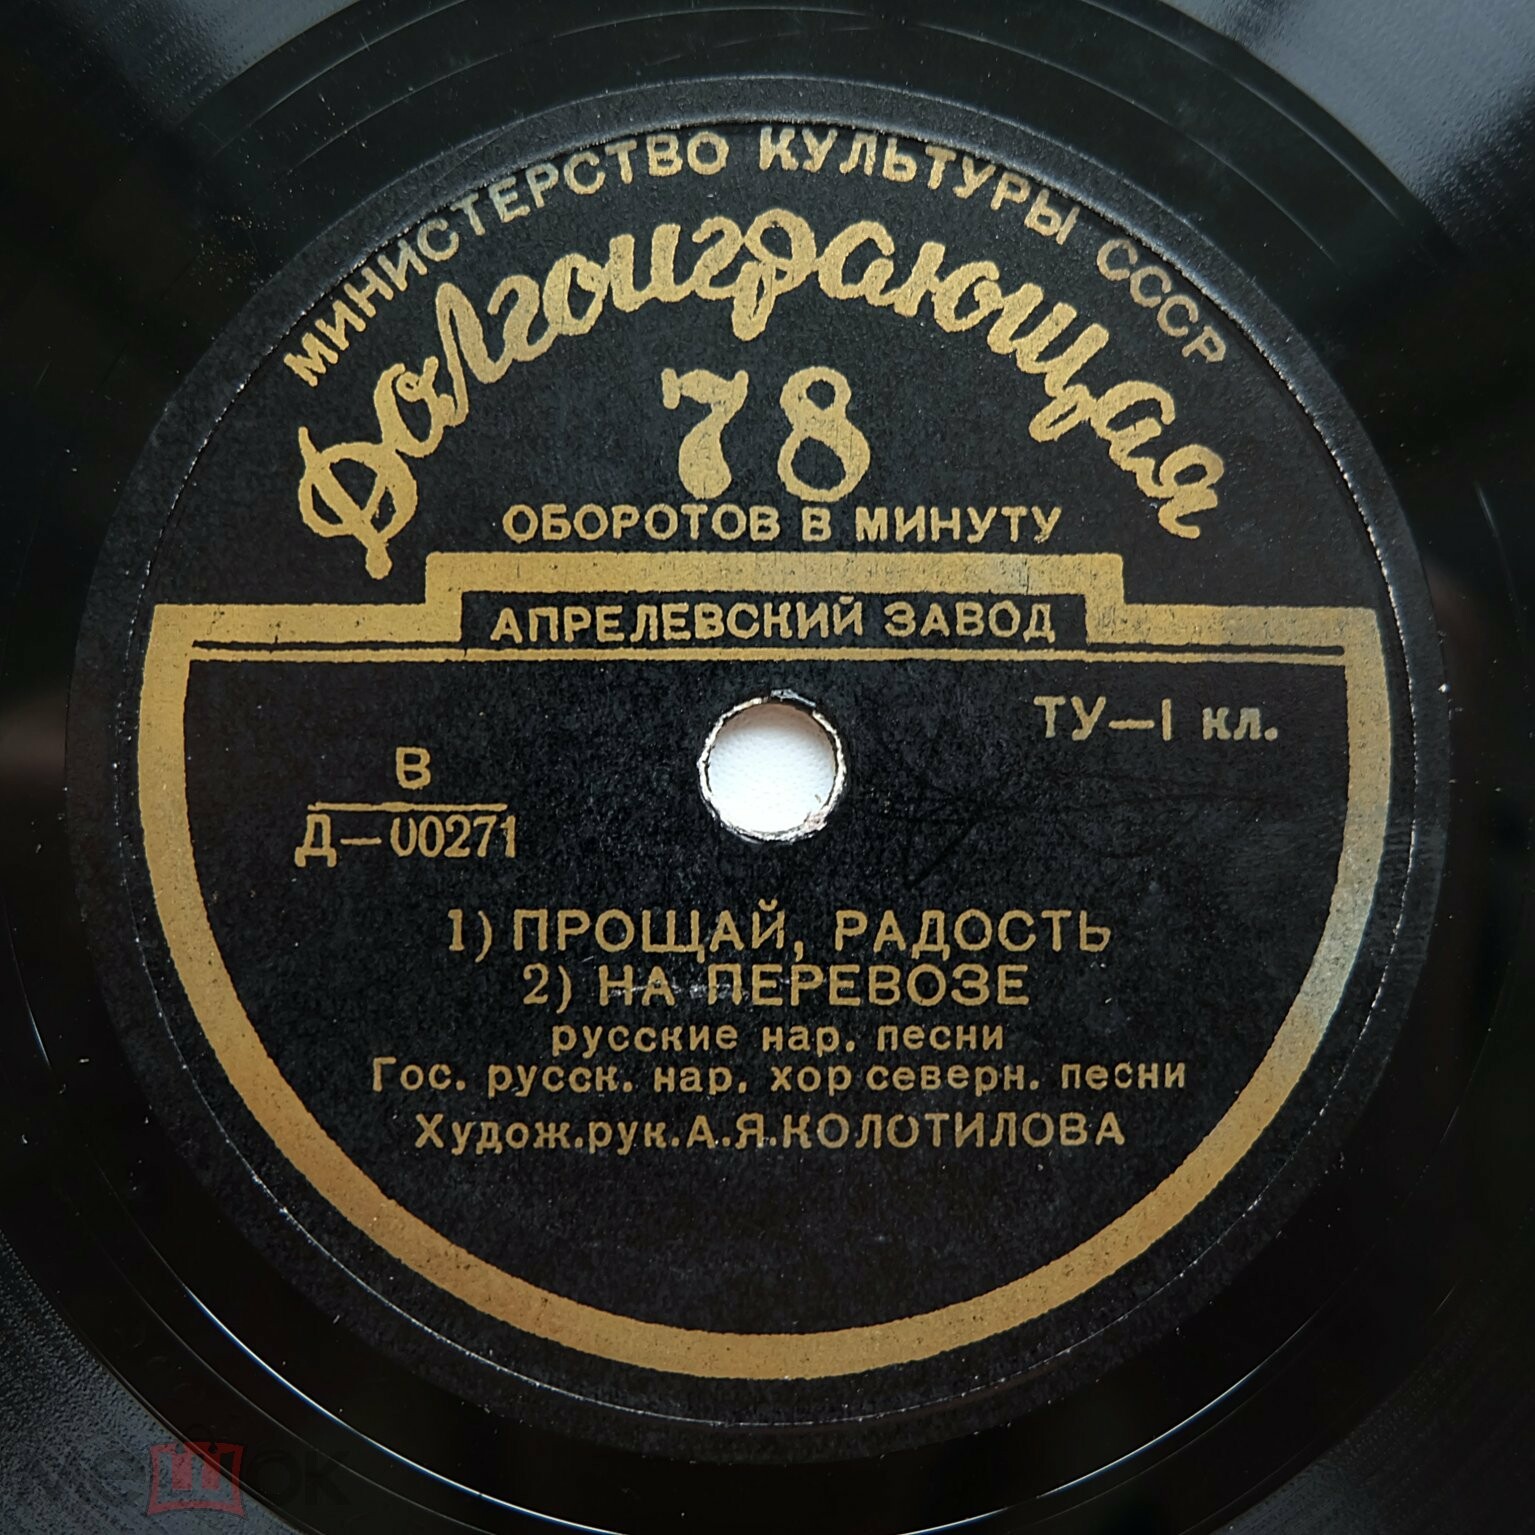 МИНИСТЕРСТВО КУЛЬТУРЫ СССР
Долгоиграющая
78
ОБОРОТОВ В МИНУТУ
АПРЕЛЕВСКИЙ ЗАВОД
ТУ—I кл.
В
Д—00271
1) ПРОЩАЙ, РАДОСТЬ
2) НА ПЕРЕВОЗЕ
русские нар. песни
Гос. русск. нар. хор северн. песни
Худож.рук.А.Я.КОЛОТИЛОВА
мешок